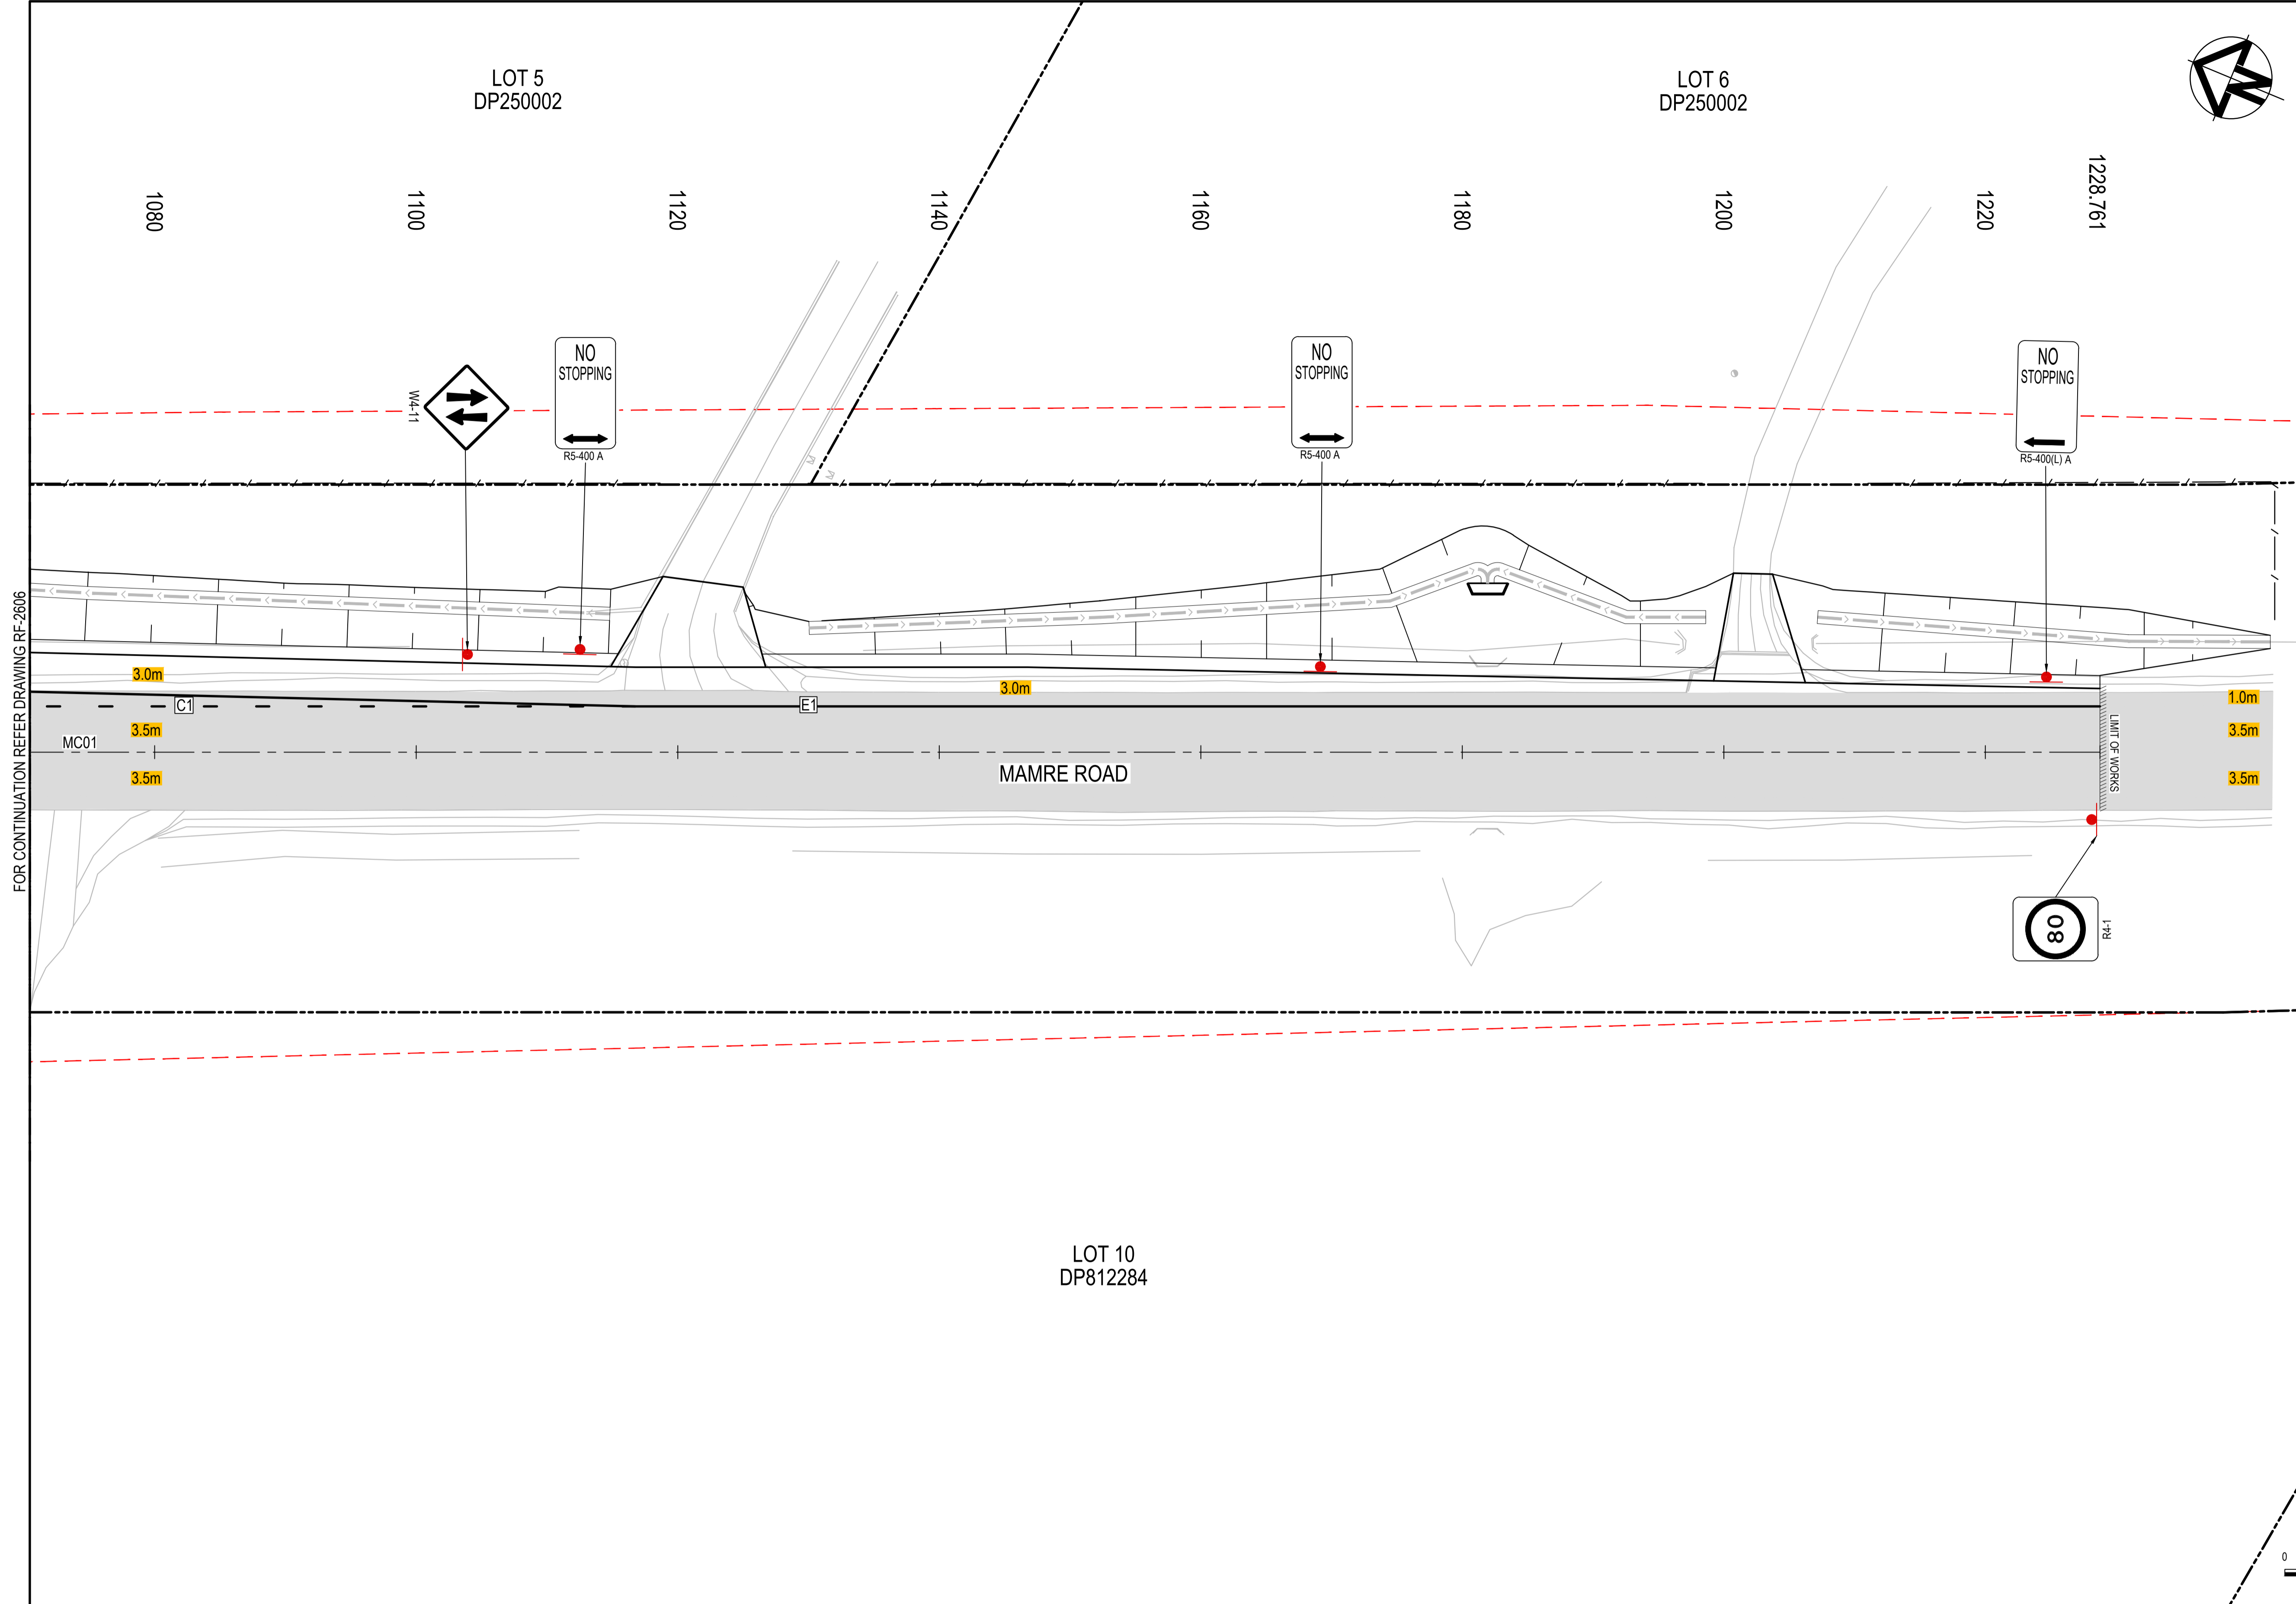 LOT 5
DP250002
LOT 6
DP250002
N
1080
1100
1120
1140
1160
1180
1200
1220
1228.761
W4-11
NO
STOPPING
R5-400 A
NO
STOPPING
R5-400 A
NO
STOPPING
R5-400(L) A
FOR CONTINUATION REFER DRAWING RF-2606
3.0m
3.0m
1.0m
C1
E1
3.5m
3.5m
MC01
LIMIT OF WORKS
3.5m
MAMRE ROAD
3.5m
80
R4-1
LOT 10
DP812284
0